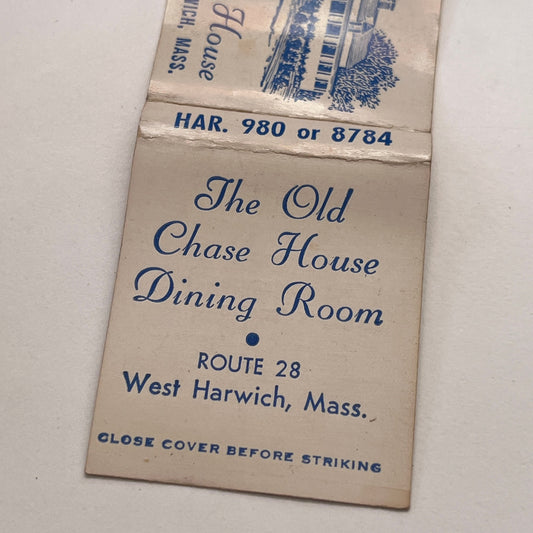 House
WICH, MASS.
HAR. 980 or 8784
The Old
Chase House
Dining Room
•
ROUTE 28
West Harwich, Mass.
CLOSE COVER BEFORE STRIKING